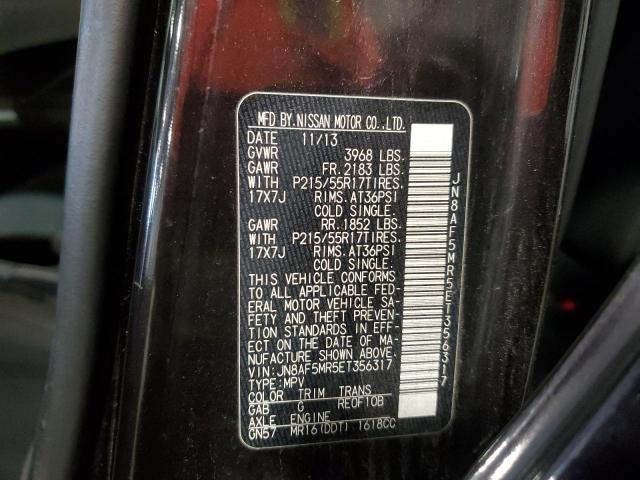 MFD BY.NISSAN MOTOR CO.,LTD.
DATE 11/13
GVWR 3968 LBS.
GAWR FR.2183 LBS.
WITH P215/55R17TIRES.
17X7J RIMS.AT36PSI
COLD SINGLE.
GAWR RR.1852 LBS.
WITH P215/55R17TIRES.
17X7J RIMS.AT36PSI
COLD SINGLE.
THIS VEHICLE CONFORMS
TO ALL APPLICABLE FED-
ERAL MOTOR VEHICLE SA-
FETY AND THEFT PREVEN-
TION STANDARDS IN EFF-
ECT ON THE DATE OF MA-
NUFACTURE SHOWN ABOVE.
VIN:JN8AF5MR5ET356317
TYPE:MPV
COLOR TRIM TRANS
GAB G RE0F10B
AXLE ENGINE
GN57 MR16(DDT) 1618CC
JN8AF5MR5ET356317